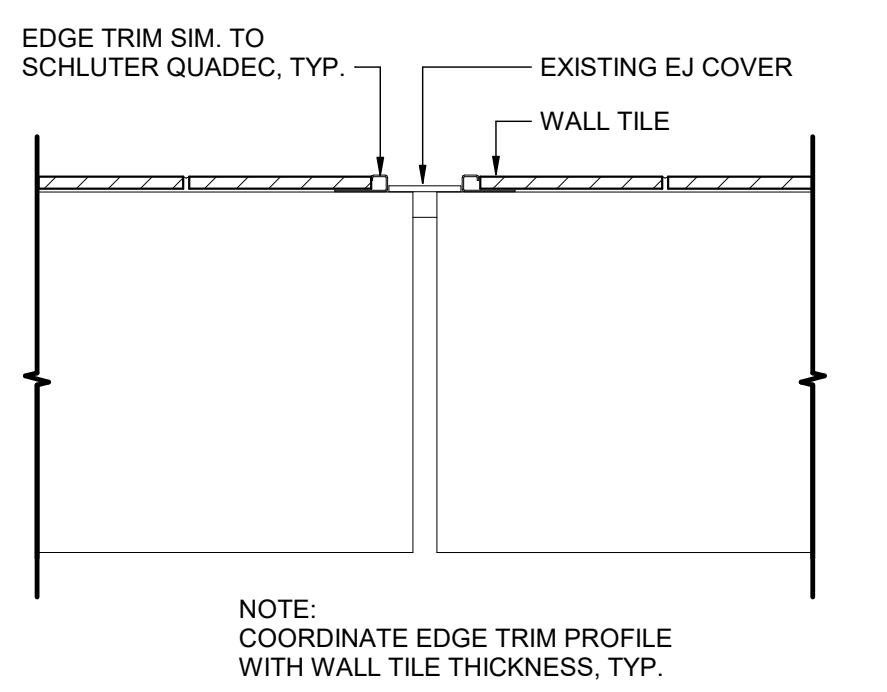 EDGE TRIM SIM. TO
SCHLUTER QUADEC, TYP.
EXISTING EJ COVER
WALL TILE
NOTE:
COORDINATE EDGE TRIM PROFILE
WITH WALL TILE THICKNESS, TYP.